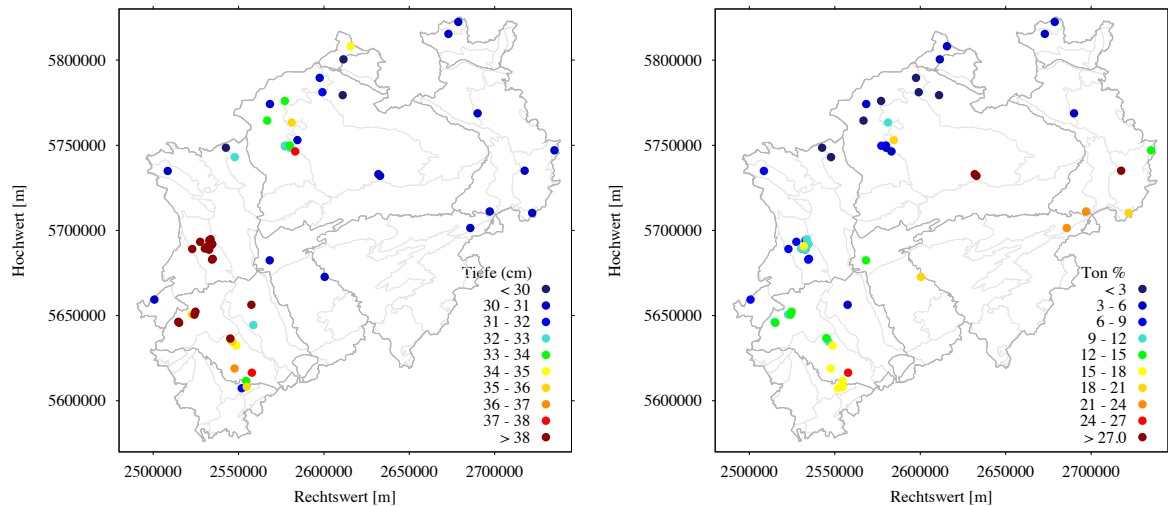 5800000
5750000
5700000
5650000
5600000
Hochwert [m]
2500000 2550000 2600000 2650000 2700000
Rechtswert [m]
Tiefe (cm)
< 30
30 - 31
31 - 32
32 - 33
33 - 34
34 - 35
35 - 36
36 - 37
37 - 38
> 38
5800000
5750000
5700000
5650000
5600000
Hochwert [m]
2500000 2550000 2600000 2650000 2700000
Rechtswert [m]
Ton %
< 3
3 - 6
6 - 9
9 - 12
12 - 15
15 - 18
18 - 21
21 - 24
24 - 27
> 27.0